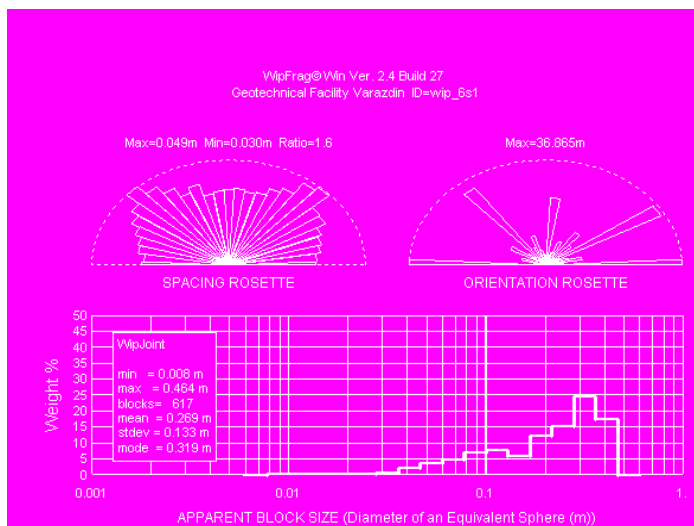 WipFrag©Win Ver. 2.4 Build 27
Geotechnical Facility Varazdin ID=wip_6s1
Max=0.049m Min=0.030m Ratio=1.6
Max=36.865m
SPACING ROSETTE
ORIENTATION ROSETTE
Weight %
50
45
40
35
30
25
20
15
10
5
0
WipJoint
min = 0.008 m
max = 0.464 m
blocks= 617
mean = 0.269 m
stdev = 0.133 m
mode = 0.319 m
0.001 0.01 0.1 1.
APPARENT BLOCK SIZE (Diameter of an Equivalent Sphere (m))